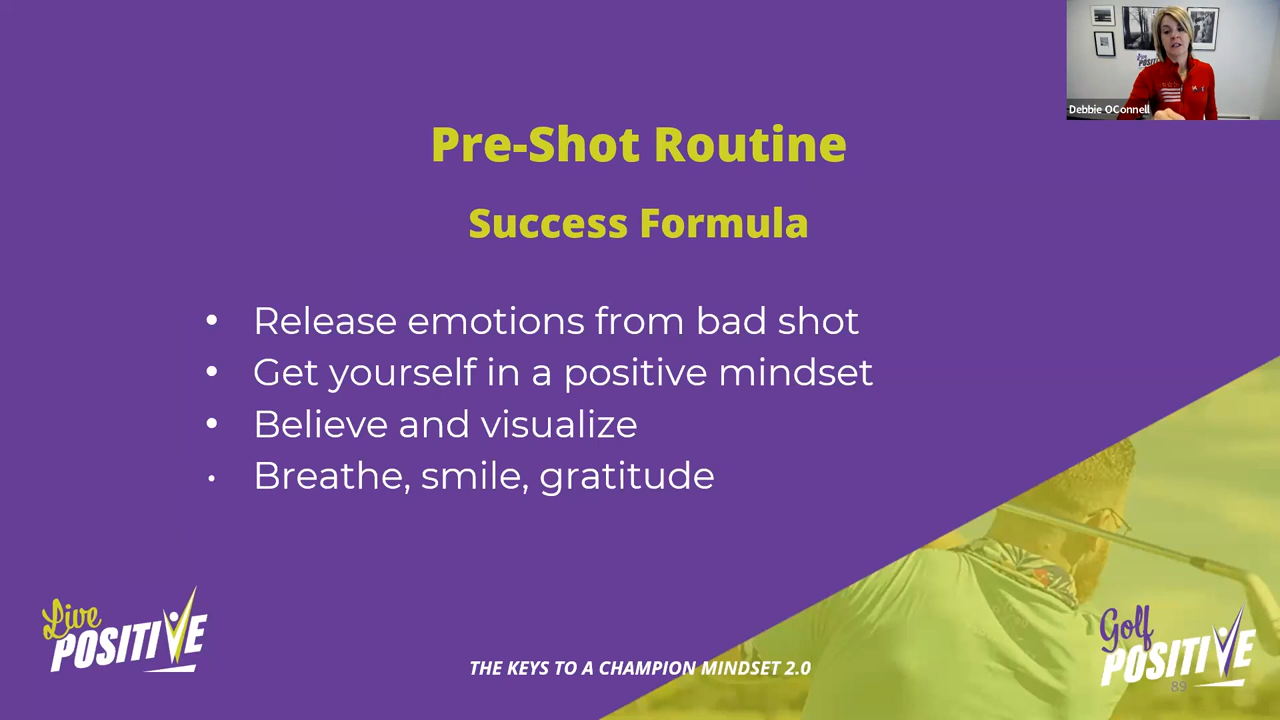 Debbie OConnell
Pre-Shot Routine
Success Formula
• Release emotions from bad shot
• Get yourself in a positive mindset
• Believe and visualize
• Breathe, smile, gratitude
Live
POSITIVE
THE KEYS TO A CHAMPION MINDSET 2.0
Golf
POSITIVE
89